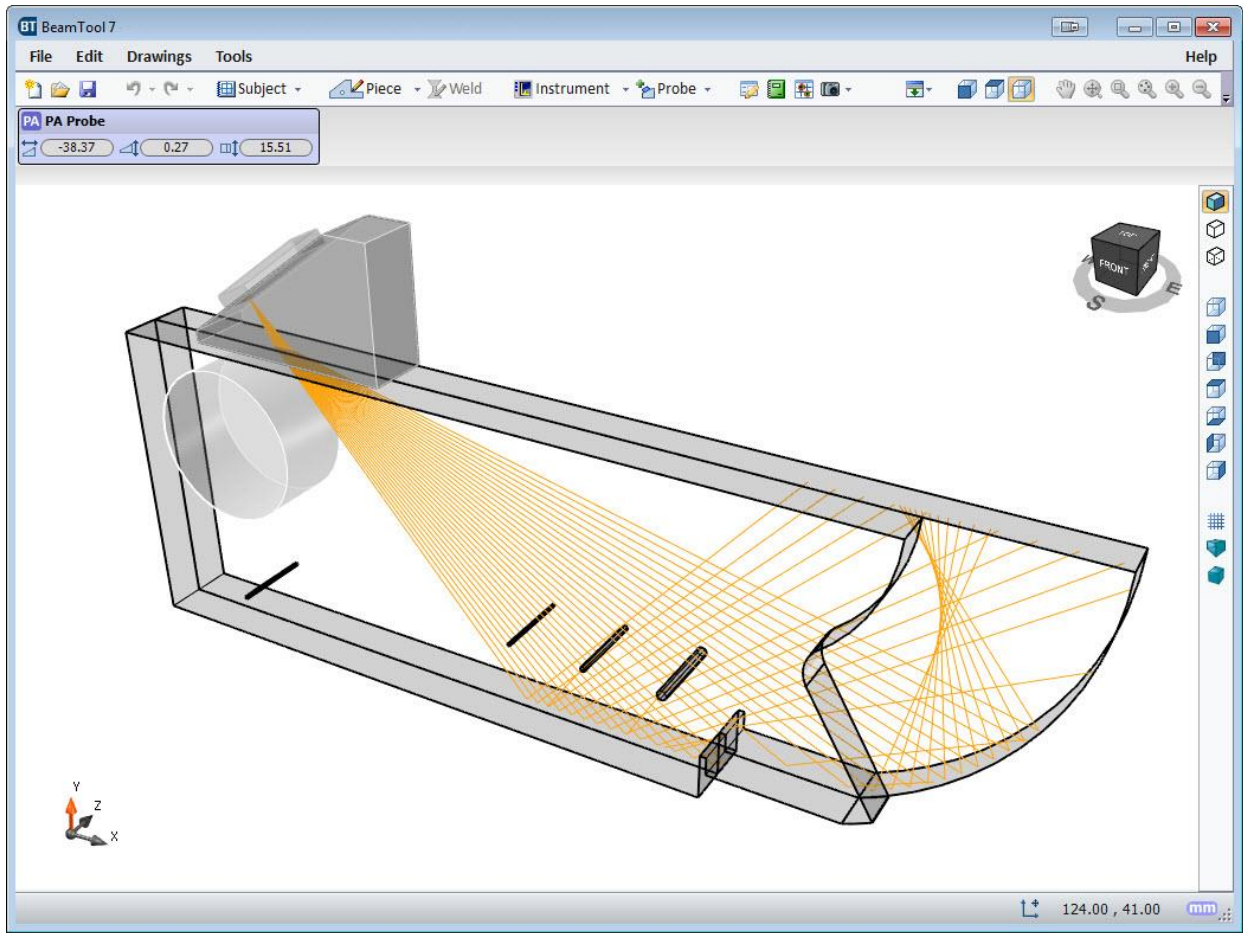 BT BeamTool 7
File Edit Drawings Tools Help
Subject Piece Weld Instrument Probe
PA PA Probe
-38.37 0.27 15.51
FRONT
S E
Y
Z
X
124.00 , 41.00 mm